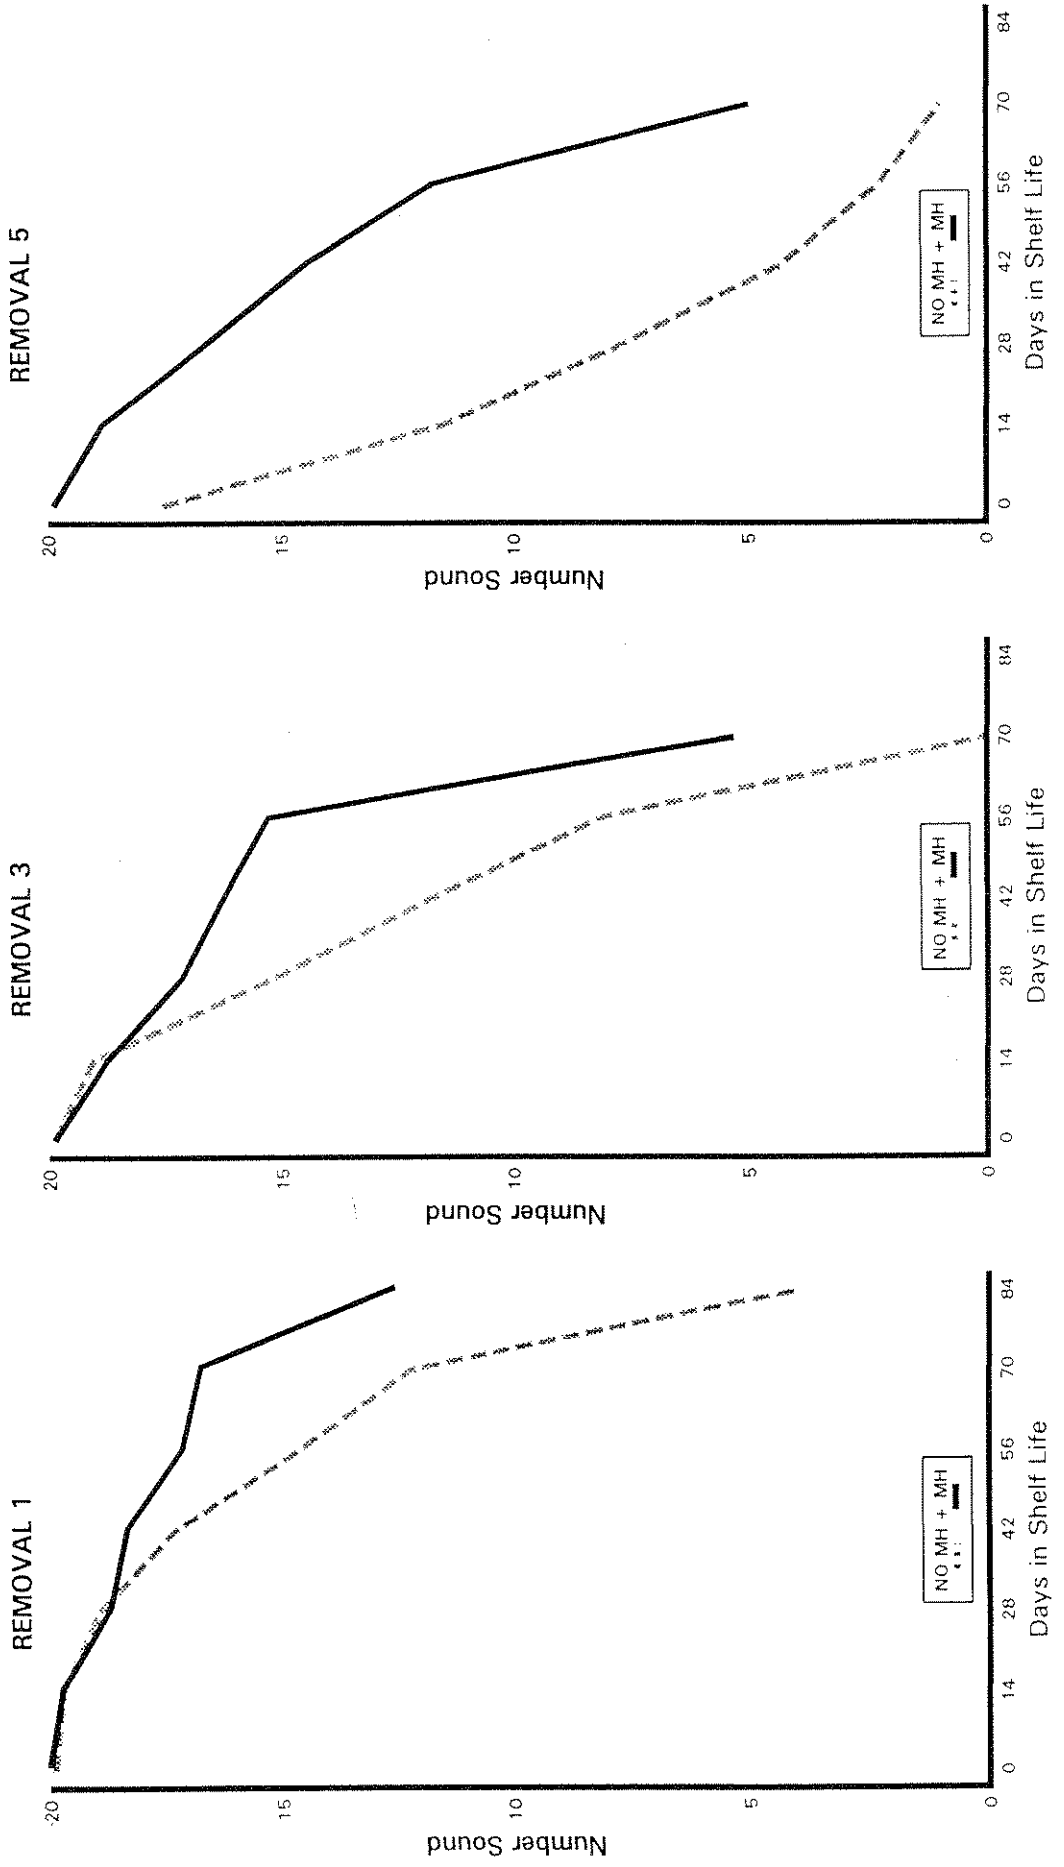 REMOVAL 1
Number Sound
20
15
10
5
0
0 14 28 42 56 70 84
Days in Shelf Life
NO MH + MH
REMOVAL 3
Number Sound
20
15
10
5
0
0 14 28 42 56 70 84
Days in Shelf Life
NO MH + MH
REMOVAL 5
Number Sound
20
15
10
5
0
0 14 28 42 56 70 84
Days in Shelf Life
NO MH + MH